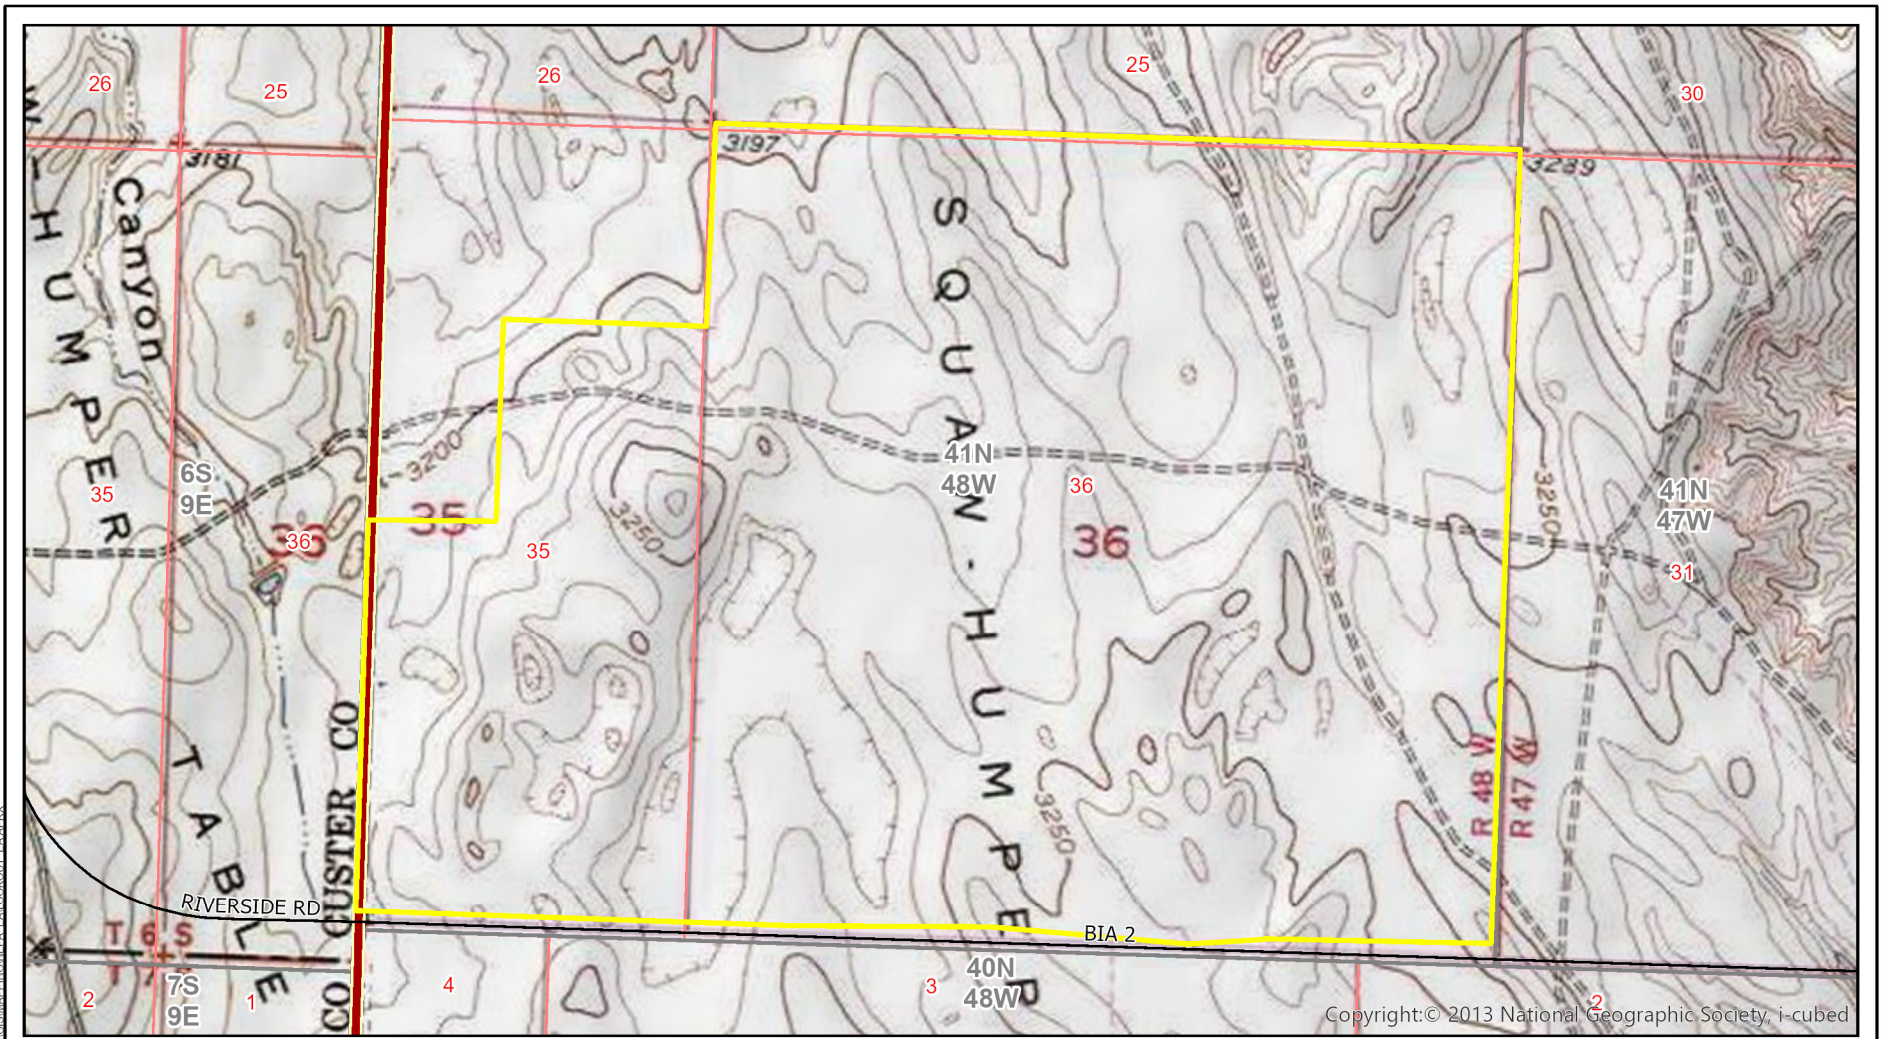 26
25
26
25
30
3181
3197
3289
W-HUMPER
Canyon
SQUAW-HUMPER
3200
6S
9E
35
36
36
35
35
3250
41N
48W
36
36
3250
41N
47W
31
TABLE
CUSTER CO
CO
R 48 W
R 47 W
3250
RIVERSIDE RD
BIA 2
T 6 S
7S
9E
2
1
4
3
40N
48W
2
Copyright:© 2013 National Geographic Society, i-cubed